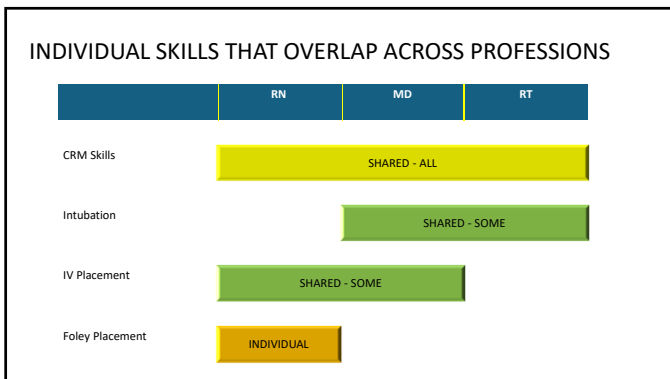 INDIVIDUAL SKILLS THAT OVERLAP ACROSS PROFESSIONS
RN MD RT
CRM Skills SHARED - ALL
Intubation SHARED - SOME
IV Placement SHARED - SOME
Foley Placement INDIVIDUAL